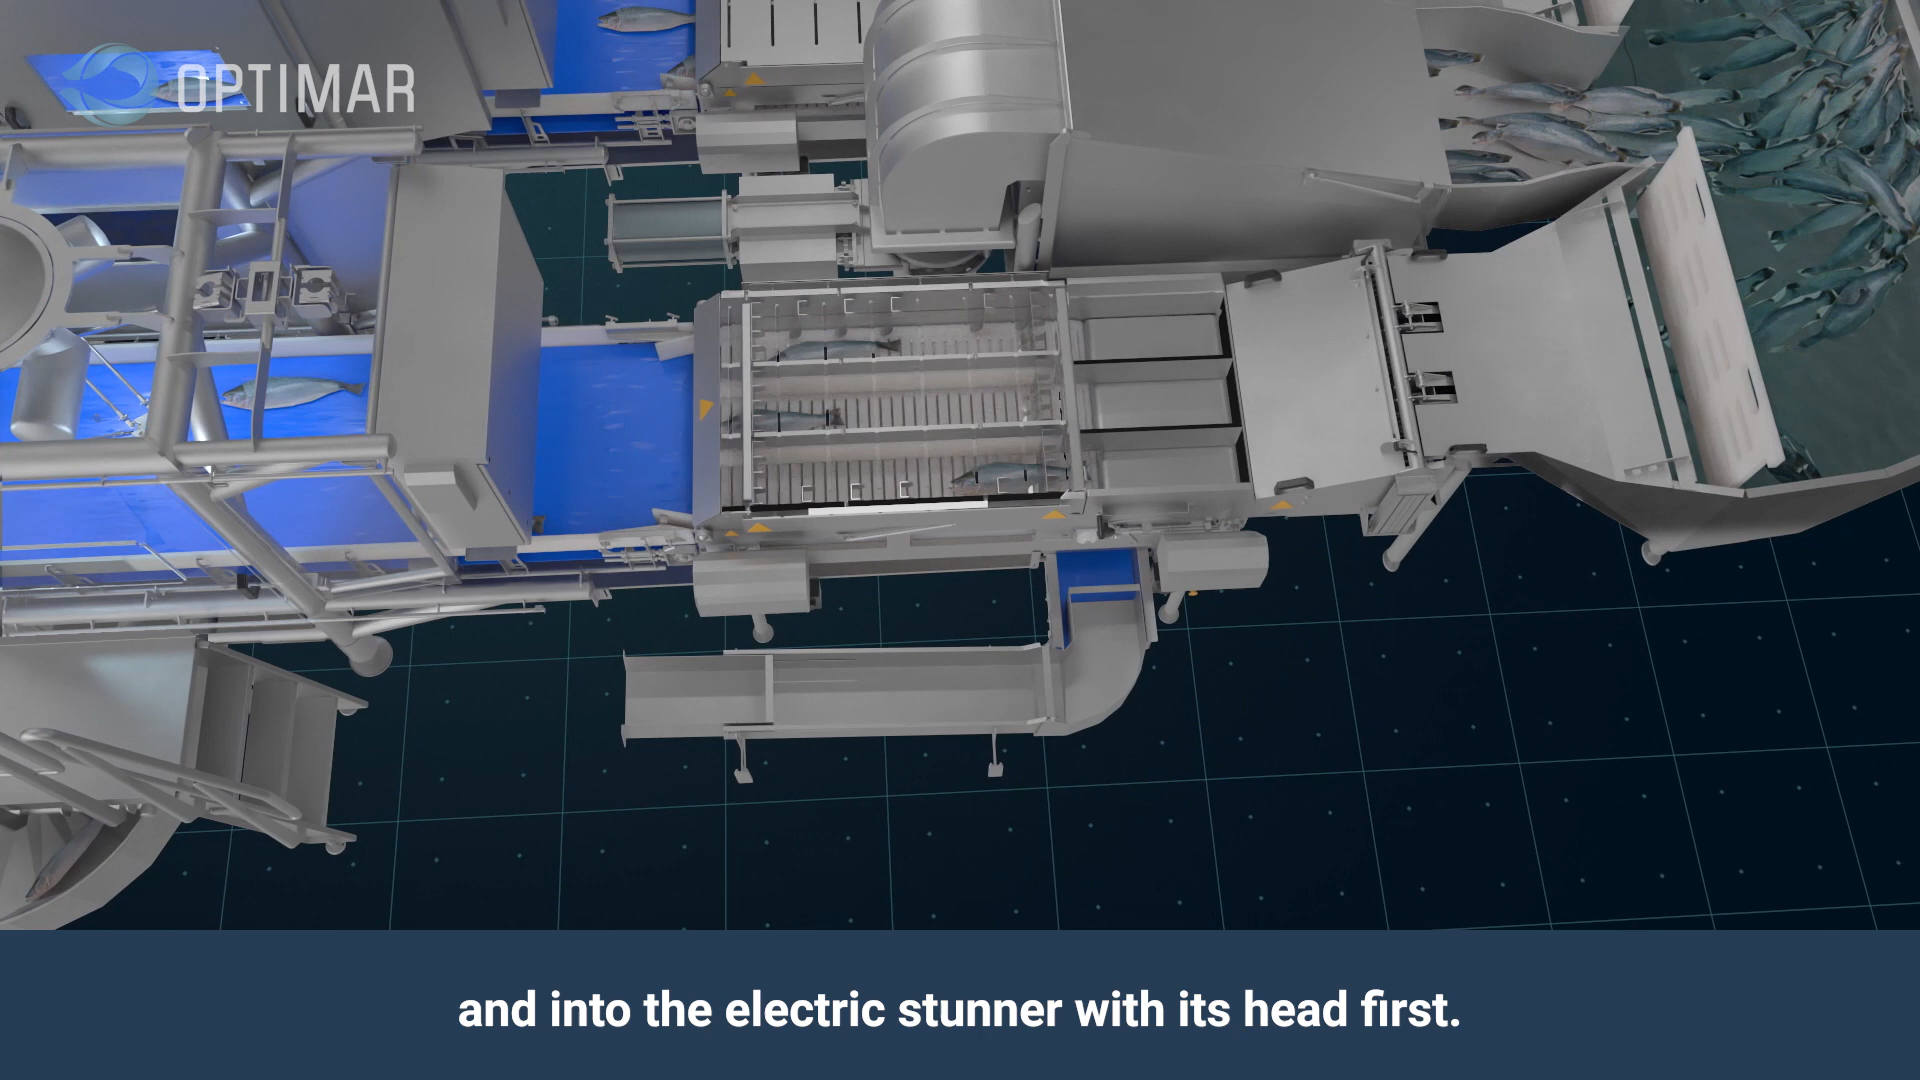 OPTIMAR
and into the electric stunner with its head first.